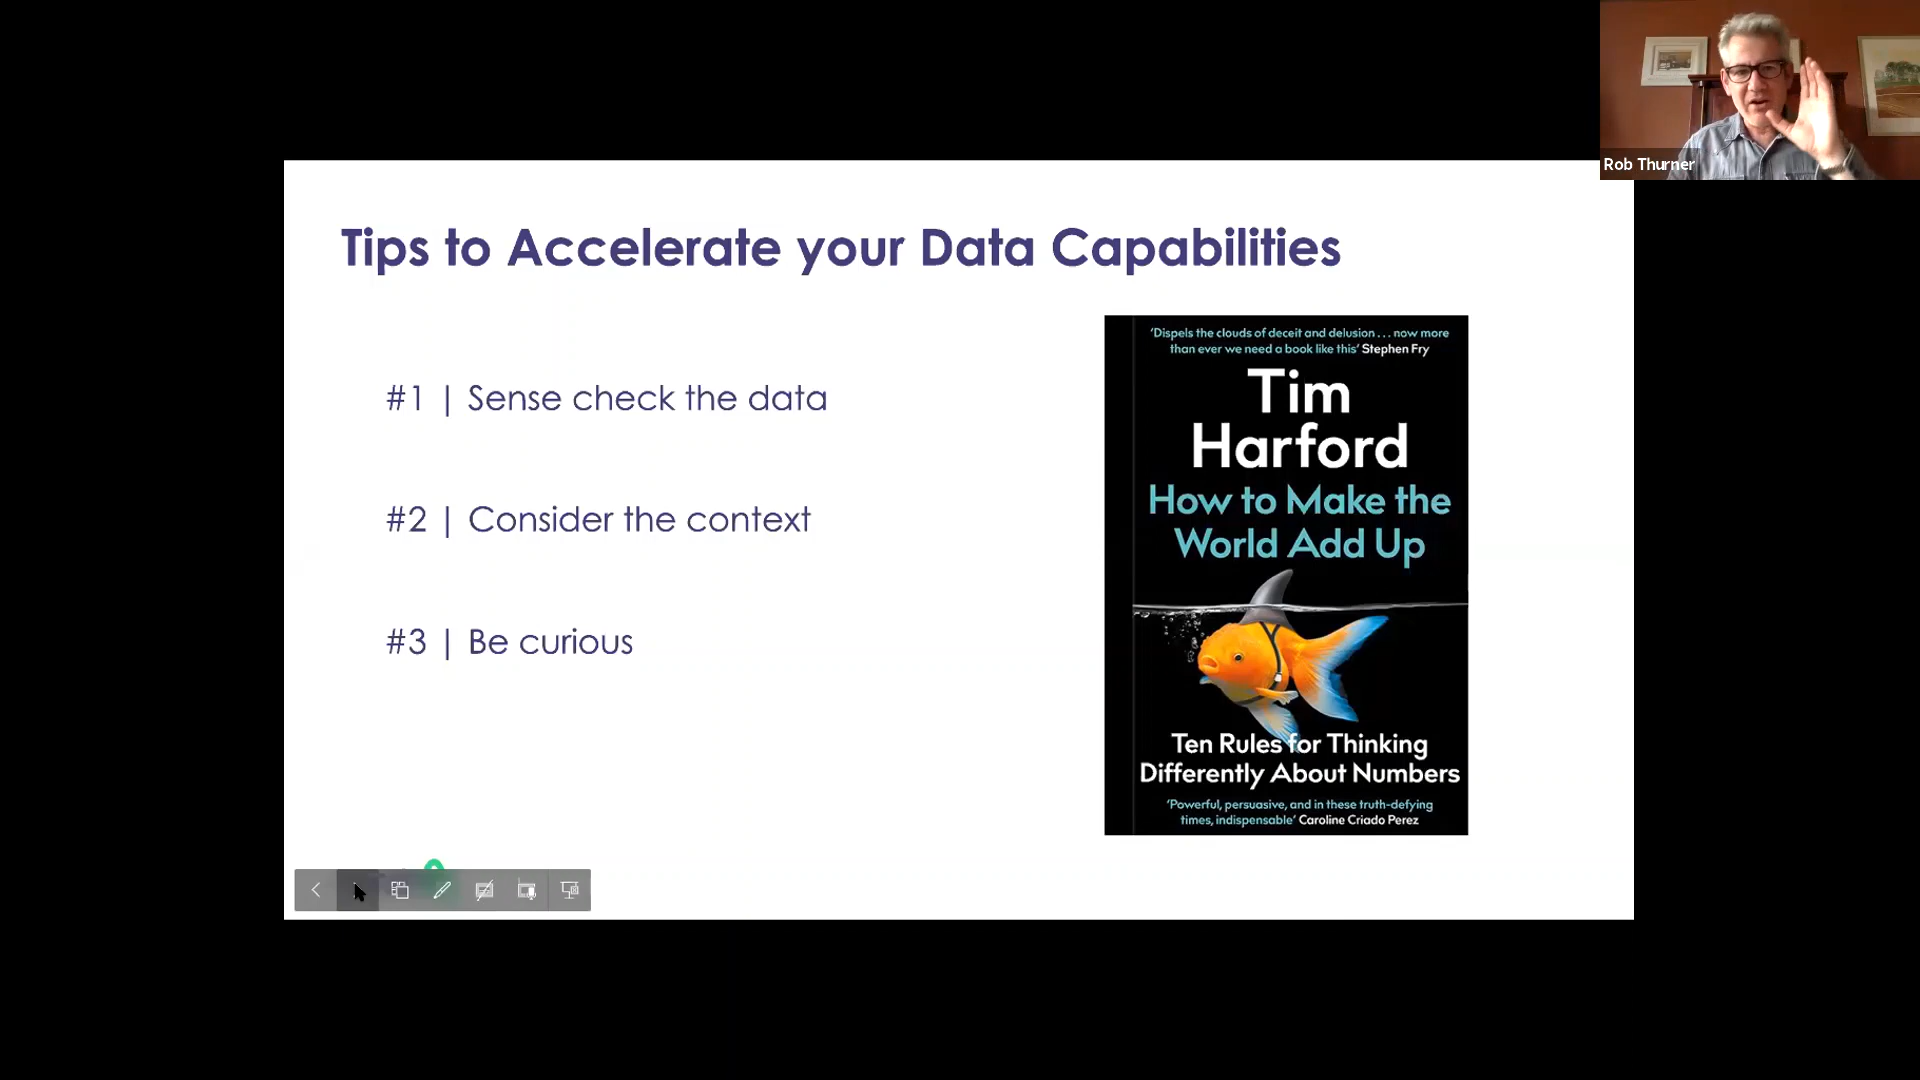 Rob Thurner
Tips to Accelerate your Data Capabilities
#1 | Sense check the data
#2 | Consider the context
#3 | Be curious
‘Dispels the clouds of deceit and delusion . . . now more
than ever we need a book like this’ Stephen Fry
Tim
Harford
How to Make the
World Add Up
Ten Rules for Thinking
Differently About Numbers
‘Powerful, persuasive, and in these truth-defying
times, indispensable’ Caroline Criado Perez